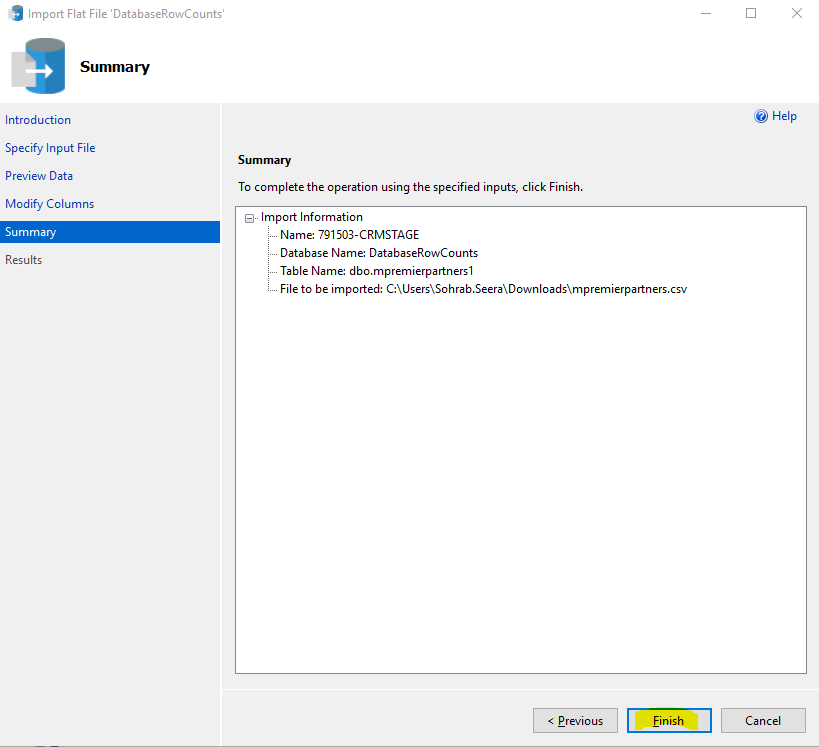 Import Flat File 'DatabaseRowCounts'
Summary
Introduction
Specify Input File
Preview Data
Modify Columns
Summary
Results
Help
Summary
To complete the operation using the specified inputs, click Finish.
Import Information
Name: 791503-CRMSTAGE
Database Name: DatabaseRowCounts
Table Name: dbo.mpremierpartners1
File to be imported: C:\Users\Sohrab.Seera\Downloads\mpremierpartners.csv
< Previous
Finish
Cancel